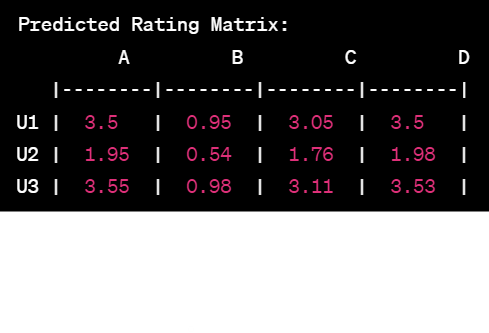 Predicted Rating Matrix:
A B C D
|--------|--------|--------|--------|
U1 | 3.5 | 0.95 | 3.05 | 3.5 |
U2 | 1.95 | 0.54 | 1.76 | 1.98 |
U3 | 3.55 | 0.98 | 3.11 | 3.53 |